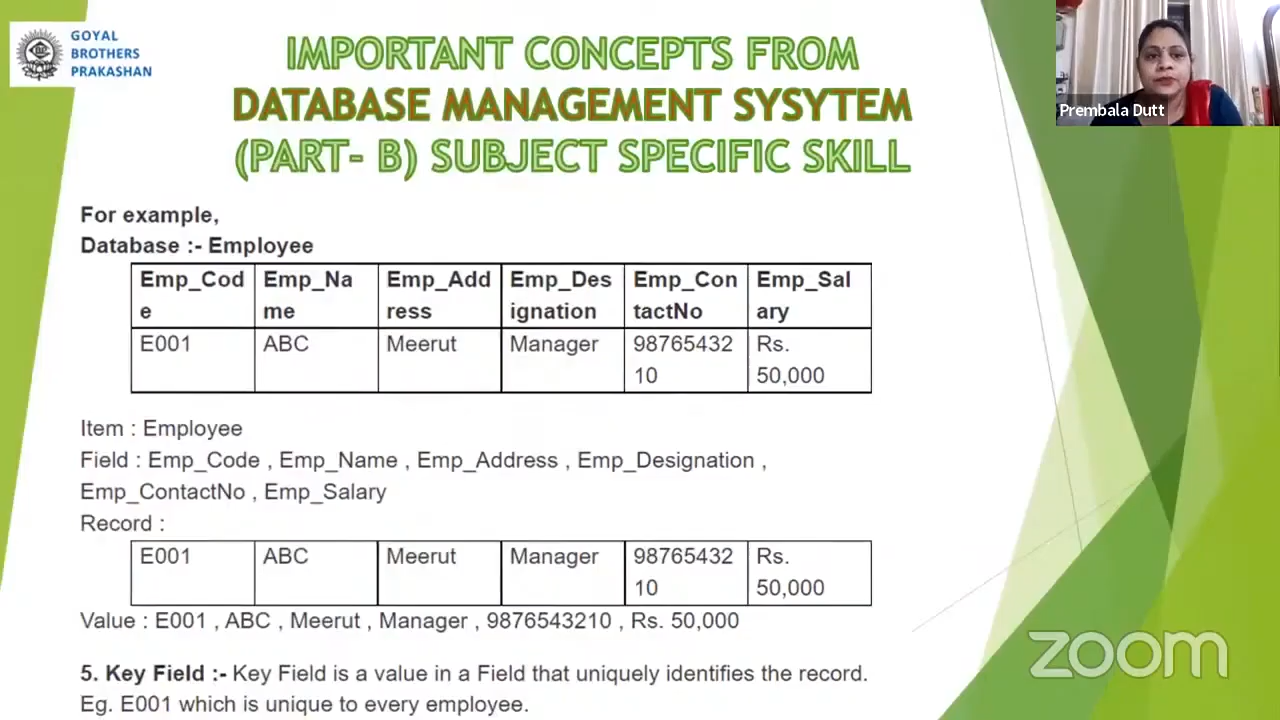 GOYAL
BROTHERS
PRAKASHAN
IMPORTANT CONCEPTS FROM
DATABASE MANAGEMENT SYSYTEM
(PART- B) SUBJECT SPECIFIC SKILL
Prembala Dutt
For example,
Database :- Employee
Emp_Cod Emp_Na Emp_Add Emp_Des Emp_Con Emp_Sal
e me ress ignation tactNo ary
E001 ABC Meerut Manager 98765432 Rs.
10 50,000
Item : Employee
Field : Emp_Code , Emp_Name , Emp_Address , Emp_Designation ,
Emp_ContactNo , Emp_Salary
Record :
E001 ABC Meerut Manager 98765432 Rs.
10 50,000
Value : E001 , ABC , Meerut , Manager , 9876543210 , Rs. 50,000
zoom
5. Key Field :- Key Field is a value in a Field that uniquely identifies the record.
Eg. E001 which is unique to every employee.